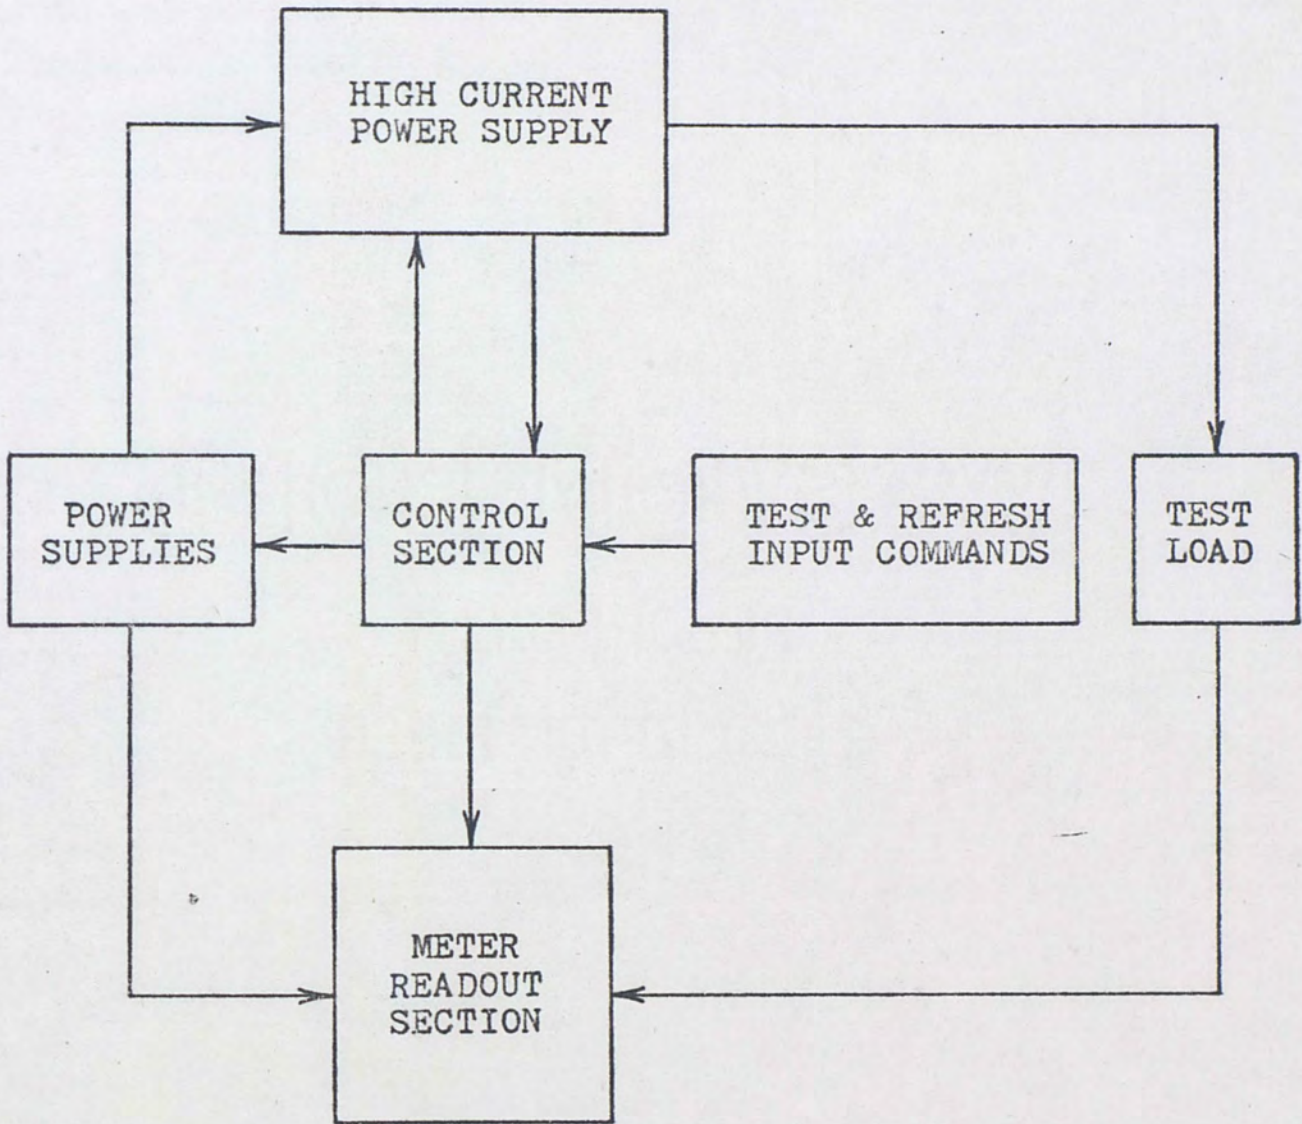 HIGH CURRENT
POWER SUPPLY
POWER
SUPPLIES
CONTROL
SECTION
TEST & REFRESH
INPUT COMMANDS
TEST
LOAD
METER
READOUT
SECTION